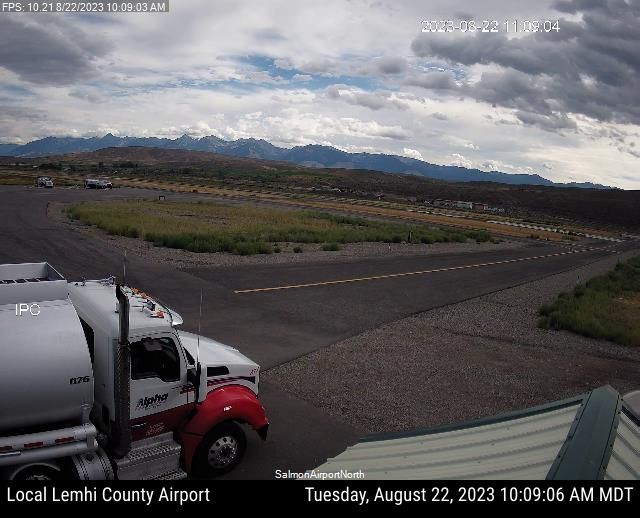 FPS: 10.21 8/22/2023 10:09:03 AM
2023-08-22 11:09:04
IPC
1176
Alpha
SalmonAirportNorth
Local Lemhi County Airport
Tuesday, August 22, 2023 10:09:06 AM MDT